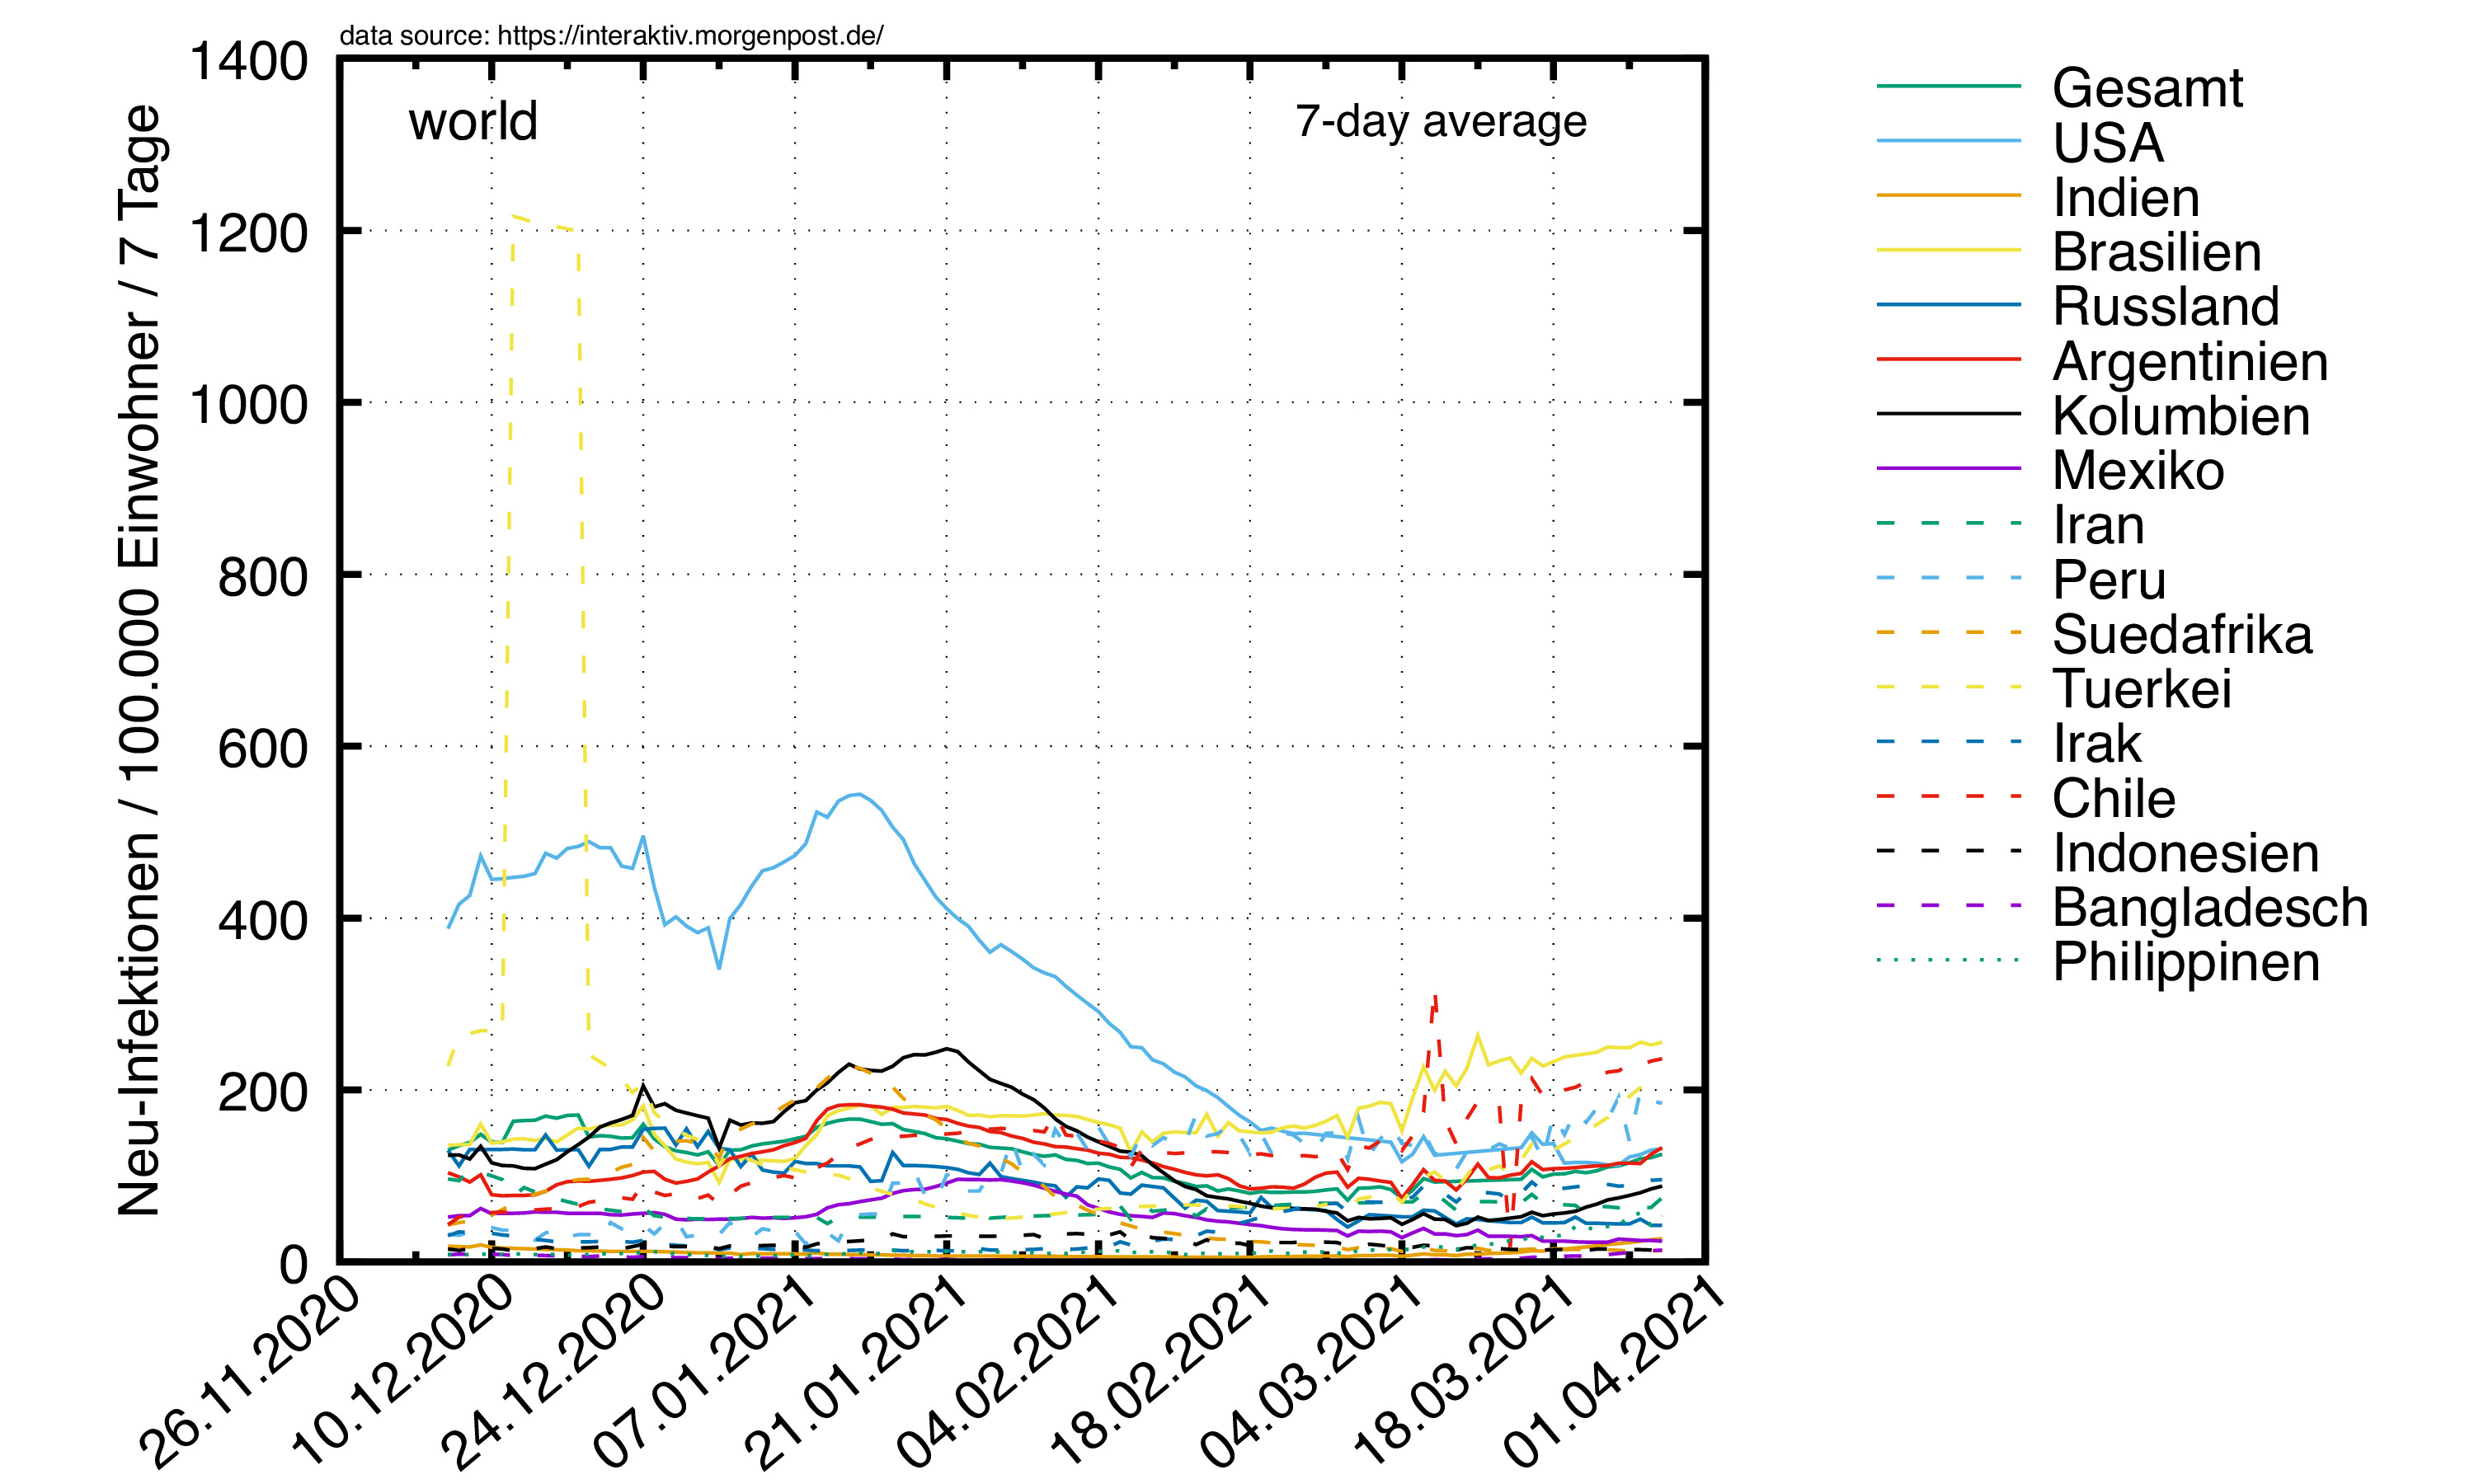 data source: https://interaktiv.morgenpost.de/
world
7-day average
Neu-Infektionen / 100.000 Einwohner / 7 Tage
1400
1200
1000
800
600
400
200
0
26.11.2020
10.12.2020
24.12.2020
07.01.2021
21.01.2021
04.02.2021
18.02.2021
04.03.2021
18.03.2021
01.04.2021
Gesamt
USA
Indien
Brasilien
Russland
Argentinien
Kolumbien
Mexiko
Iran
Peru
Suedafrika
Tuerkei
Irak
Chile
Indonesien
Bangladesch
Philippinen